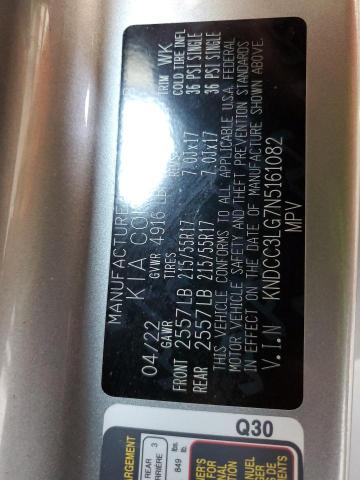 MANUFACTURED
KIA CO
04/22 GVWR 4916 LB TRIM WK
GAWR TIRES RIMS COLD TIRE INFL
FRONT 2557 LB 215/55R17 7.0Jx17 36 PSI SINGLE
REAR 2557 LB 215/55R17 7.0Jx17 36 PSI SINGLE
THIS VEHICLE CONFORMS TO ALL APPLICABLE U.S.A. FEDERAL
MOTOR VEHICLE SAFETY AND THEFT PREVENTION STANDARDS
IN EFFECT ON THE DATE OF MANUFACTURE SHOWN ABOVE.
V.I.N KNDCC3LG7N5161082
MPV
Q30
REAR 3
849 lbs.